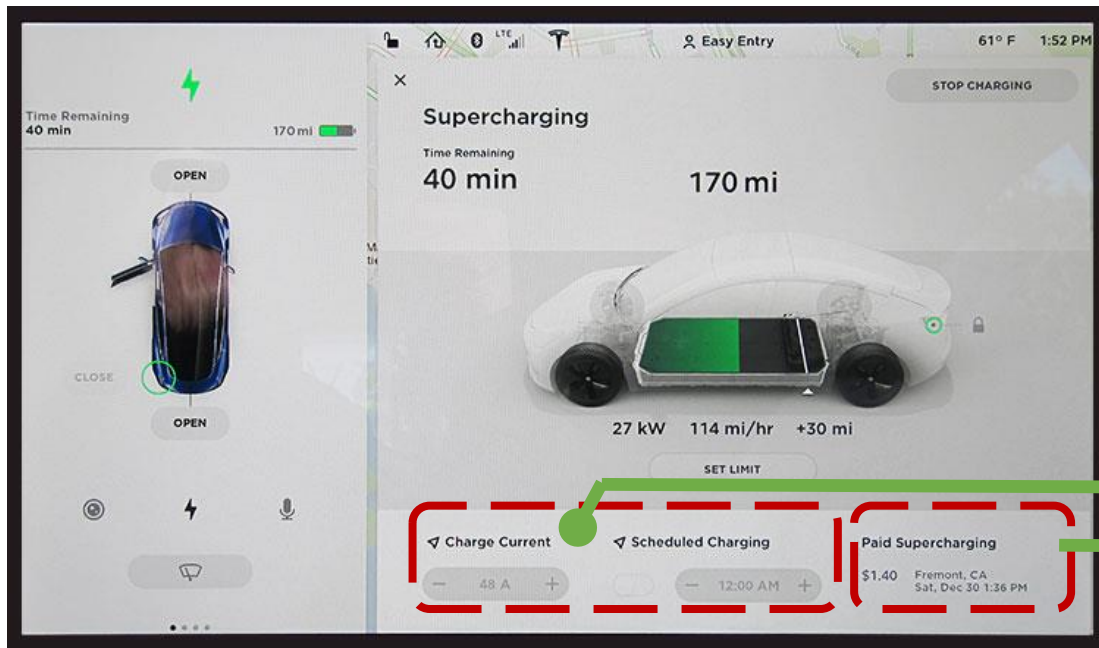 LTE
Easy Entry
61° F 1:52 PM
STOP CHARGING
Supercharging
Time Remaining
40 min
170 mi
Time Remaining
40 min
170 mi
OPEN
CLOSE
OPEN
27 kW 114 mi/hr +30 mi
SET LIMIT
Charge Current
Scheduled Charging
Paid Supercharging
− 48 A +
− 12:00 AM +
$1.40
Fremont, CA
Sat, Dec 30 1:36 PM